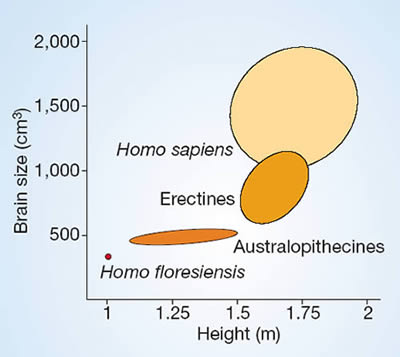 2,000
1,500
1,000
500
Brain size (cm³)
Homo sapiens
Erectines
Australopithecines
Homo floresiensis
1
1.25
1.5
1.75
2
Height (m)